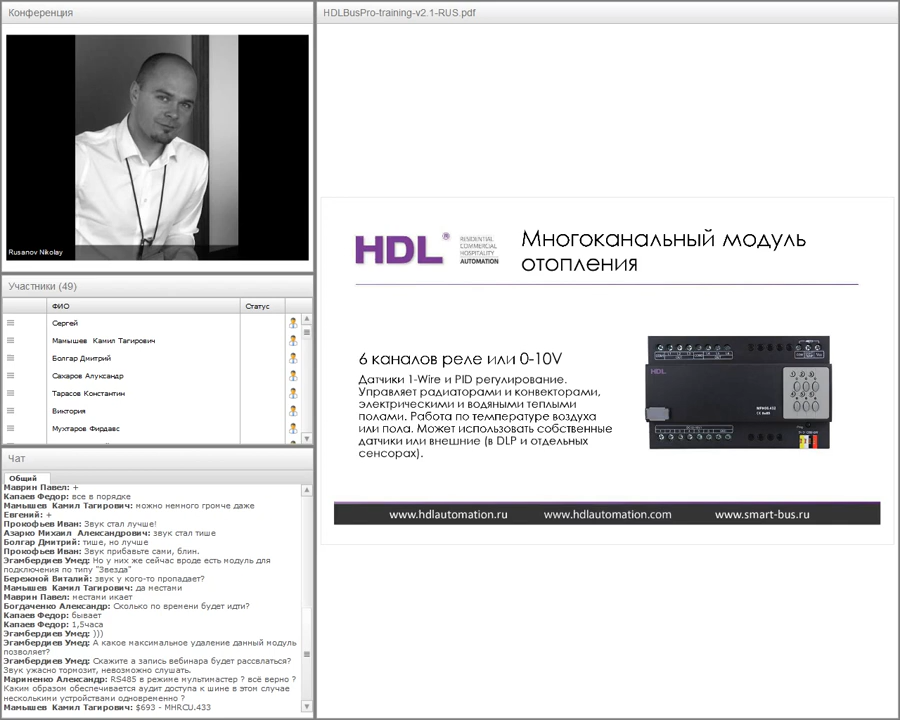 Конференция
Rusanov Nikolay
Участники (49)
ФИО Статус
Сергей
Мамышев Камил Тагирович
Болгар Дмитрий
Сахаров Алуксандр
Тарасов Константин
Виктория
Мухтаров Фирдавс
Чат
Общий
Маврин Павел: +
Капаев Федор: все в порядке
Мамышев Камил Тагирович: можно немного громче даже
Евгений: +
Прокофьев Иван: Звук стал лучше!
Азарко Михаил Александрович: звук стал тише
Болгар Дмитрий: тише, но лучше
Прокофьев Иван: Звук прибавьте сами, блин.
Эгамбердиев Умед: Но у них же сейчас вроде есть модуль для
подключения по типу "Звезда"
Бережной Виталий: звук у кого-то пропадает?
Мамышев Камил Тагирович: да местами
Маврин Павел: местами икает
Богдаченко Александр: Сколько по времени будет идти?
Капаев Федор: бывает
Капаев Федор: 1,5часа
Эгамбердиев Умед: )))
Эгамбердиев Умед: А какое максимальное удаление данный модуль
позволяет?
Эгамбердиев Умед: Скажите а запись вебинара будет рассвлаться?
Звук ужасно тормозит, невозможно слушать.
Мариненко Александр: RS485 в режиме мультимастер ? всё верно ?
Каким образом обеспечивается аудит доступа к шине в этом случае
несколькими устройствами одновременно ?
Мамышев Камил Тагирович: $693 - MHRCU.433
HDLBusPro-training-v2.1-RUS.pdf
HDL®
RESIDENTIAL
COMMERCIAL
HOSPITALITY
AUTOMATION
Многоканальный модуль
отопления
6 каналов реле или 0-10V
Датчики 1-Wire и PID регулирование.
Управляет радиаторами и конвекторами,
электрическими и водяными теплыми
полами. Работа по температуре воздуха
или пола. Может использовать собственные
датчики или внешние (в DLP и отдельных
сенсорах).
HDL
www.hdlautomation.ru www.hdlautomation.com www.smart-bus.ru